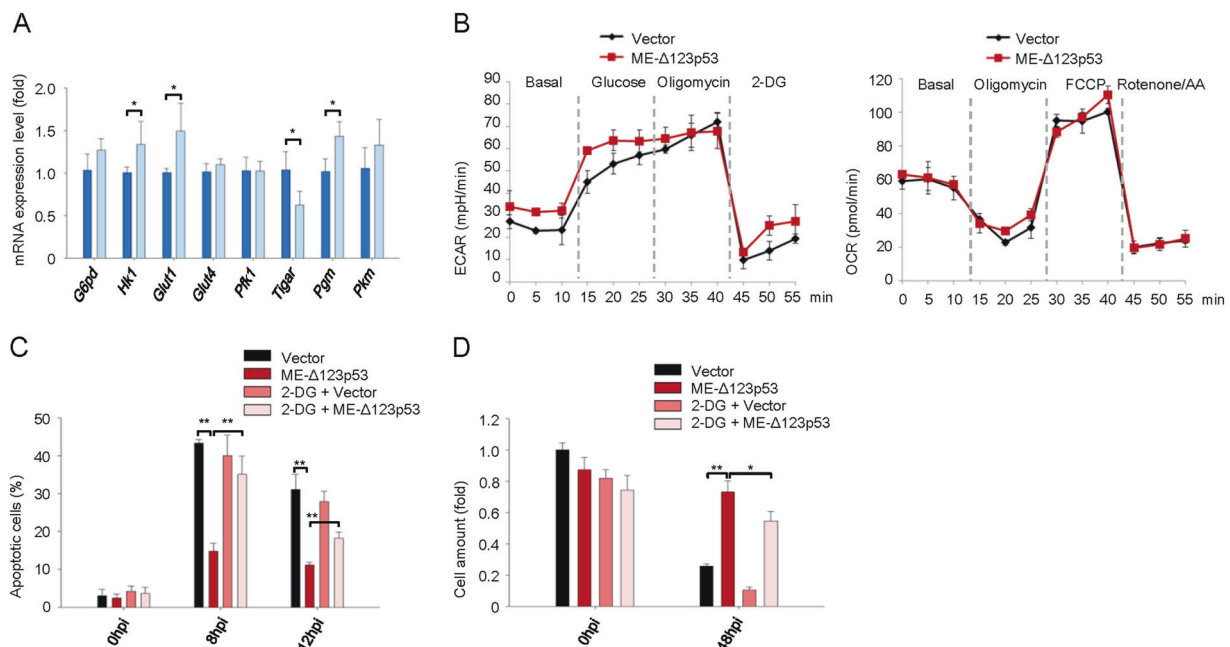 A
mRNA expression level (fold)
2.0
1.5
1.0
0.5
0
* * * *
G6pd Hk1 Glut1 Glut4 Pfk1 Tigar Pgm Pkm
B
Vector
ME-Δ123p53
Basal Glucose Oligomycin 2-DG
ECAR (mpH/min)
90
80
70
60
50
40
30
20
10
0
0 5 10 15 20 25 30 35 40 45 50 55 min
Vector
ME-Δ123p53
Basal Oligomycin FCCP Rotenone/AA
OCR (pmol/min)
120
100
80
60
40
20
0
0 5 10 15 20 25 30 35 40 45 50 55 min
C
Vector
ME-Δ123p53
2-DG + Vector
2-DG + ME-Δ123p53
Apoptotic cells (%)
50
40
30
20
10
0
** **
**
**
0hpi 8hpi 12hpi
D
Vector
ME-Δ123p53
2-DG + Vector
2-DG + ME-Δ123p53
Cell amount (fold)
1.2
1.0
0.8
0.6
0.4
0.2
0
** *
0hpi 48hpi